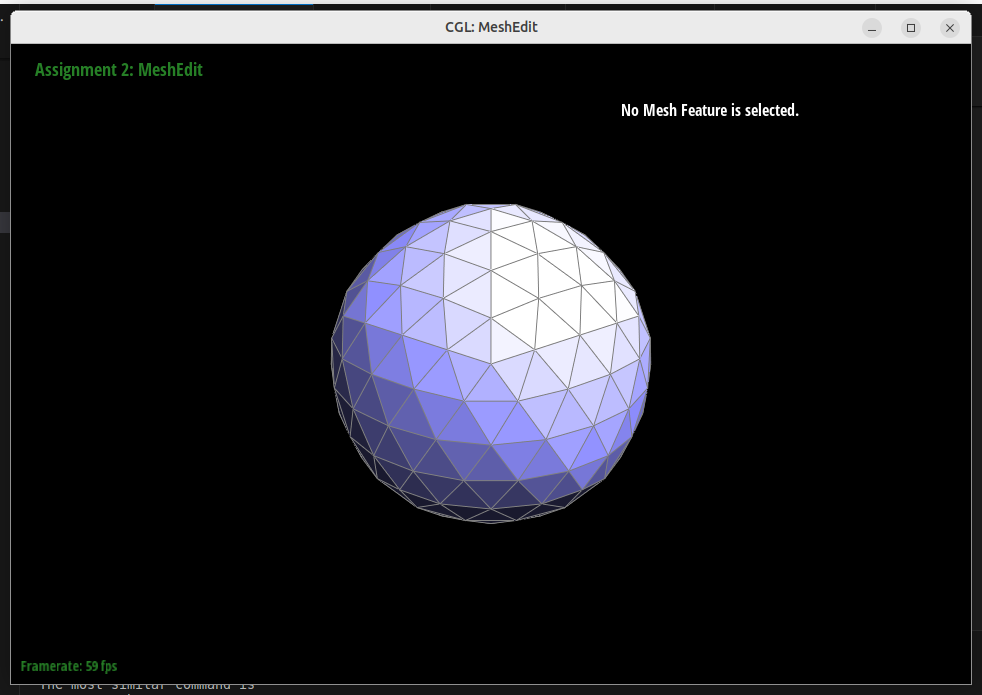 CGL: MeshEdit
Assignment 2: MeshEdit
No Mesh Feature is selected.
Framerate: 59 fps
The most similar command is